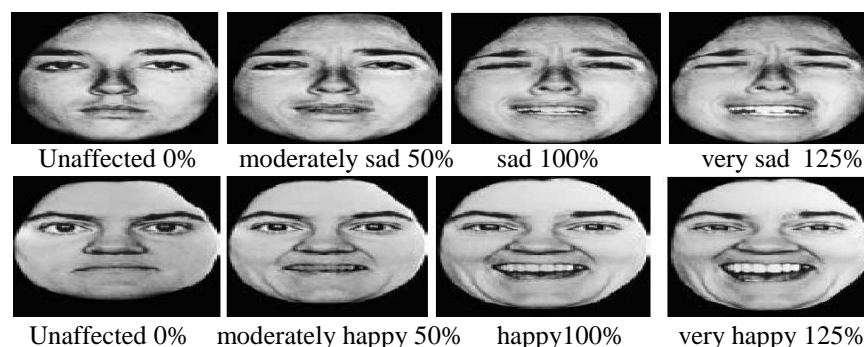 Unaffected 0% moderately sad 50% sad 100% very sad 125%
Unaffected 0% moderately happy 50% happy100% very happy 125%